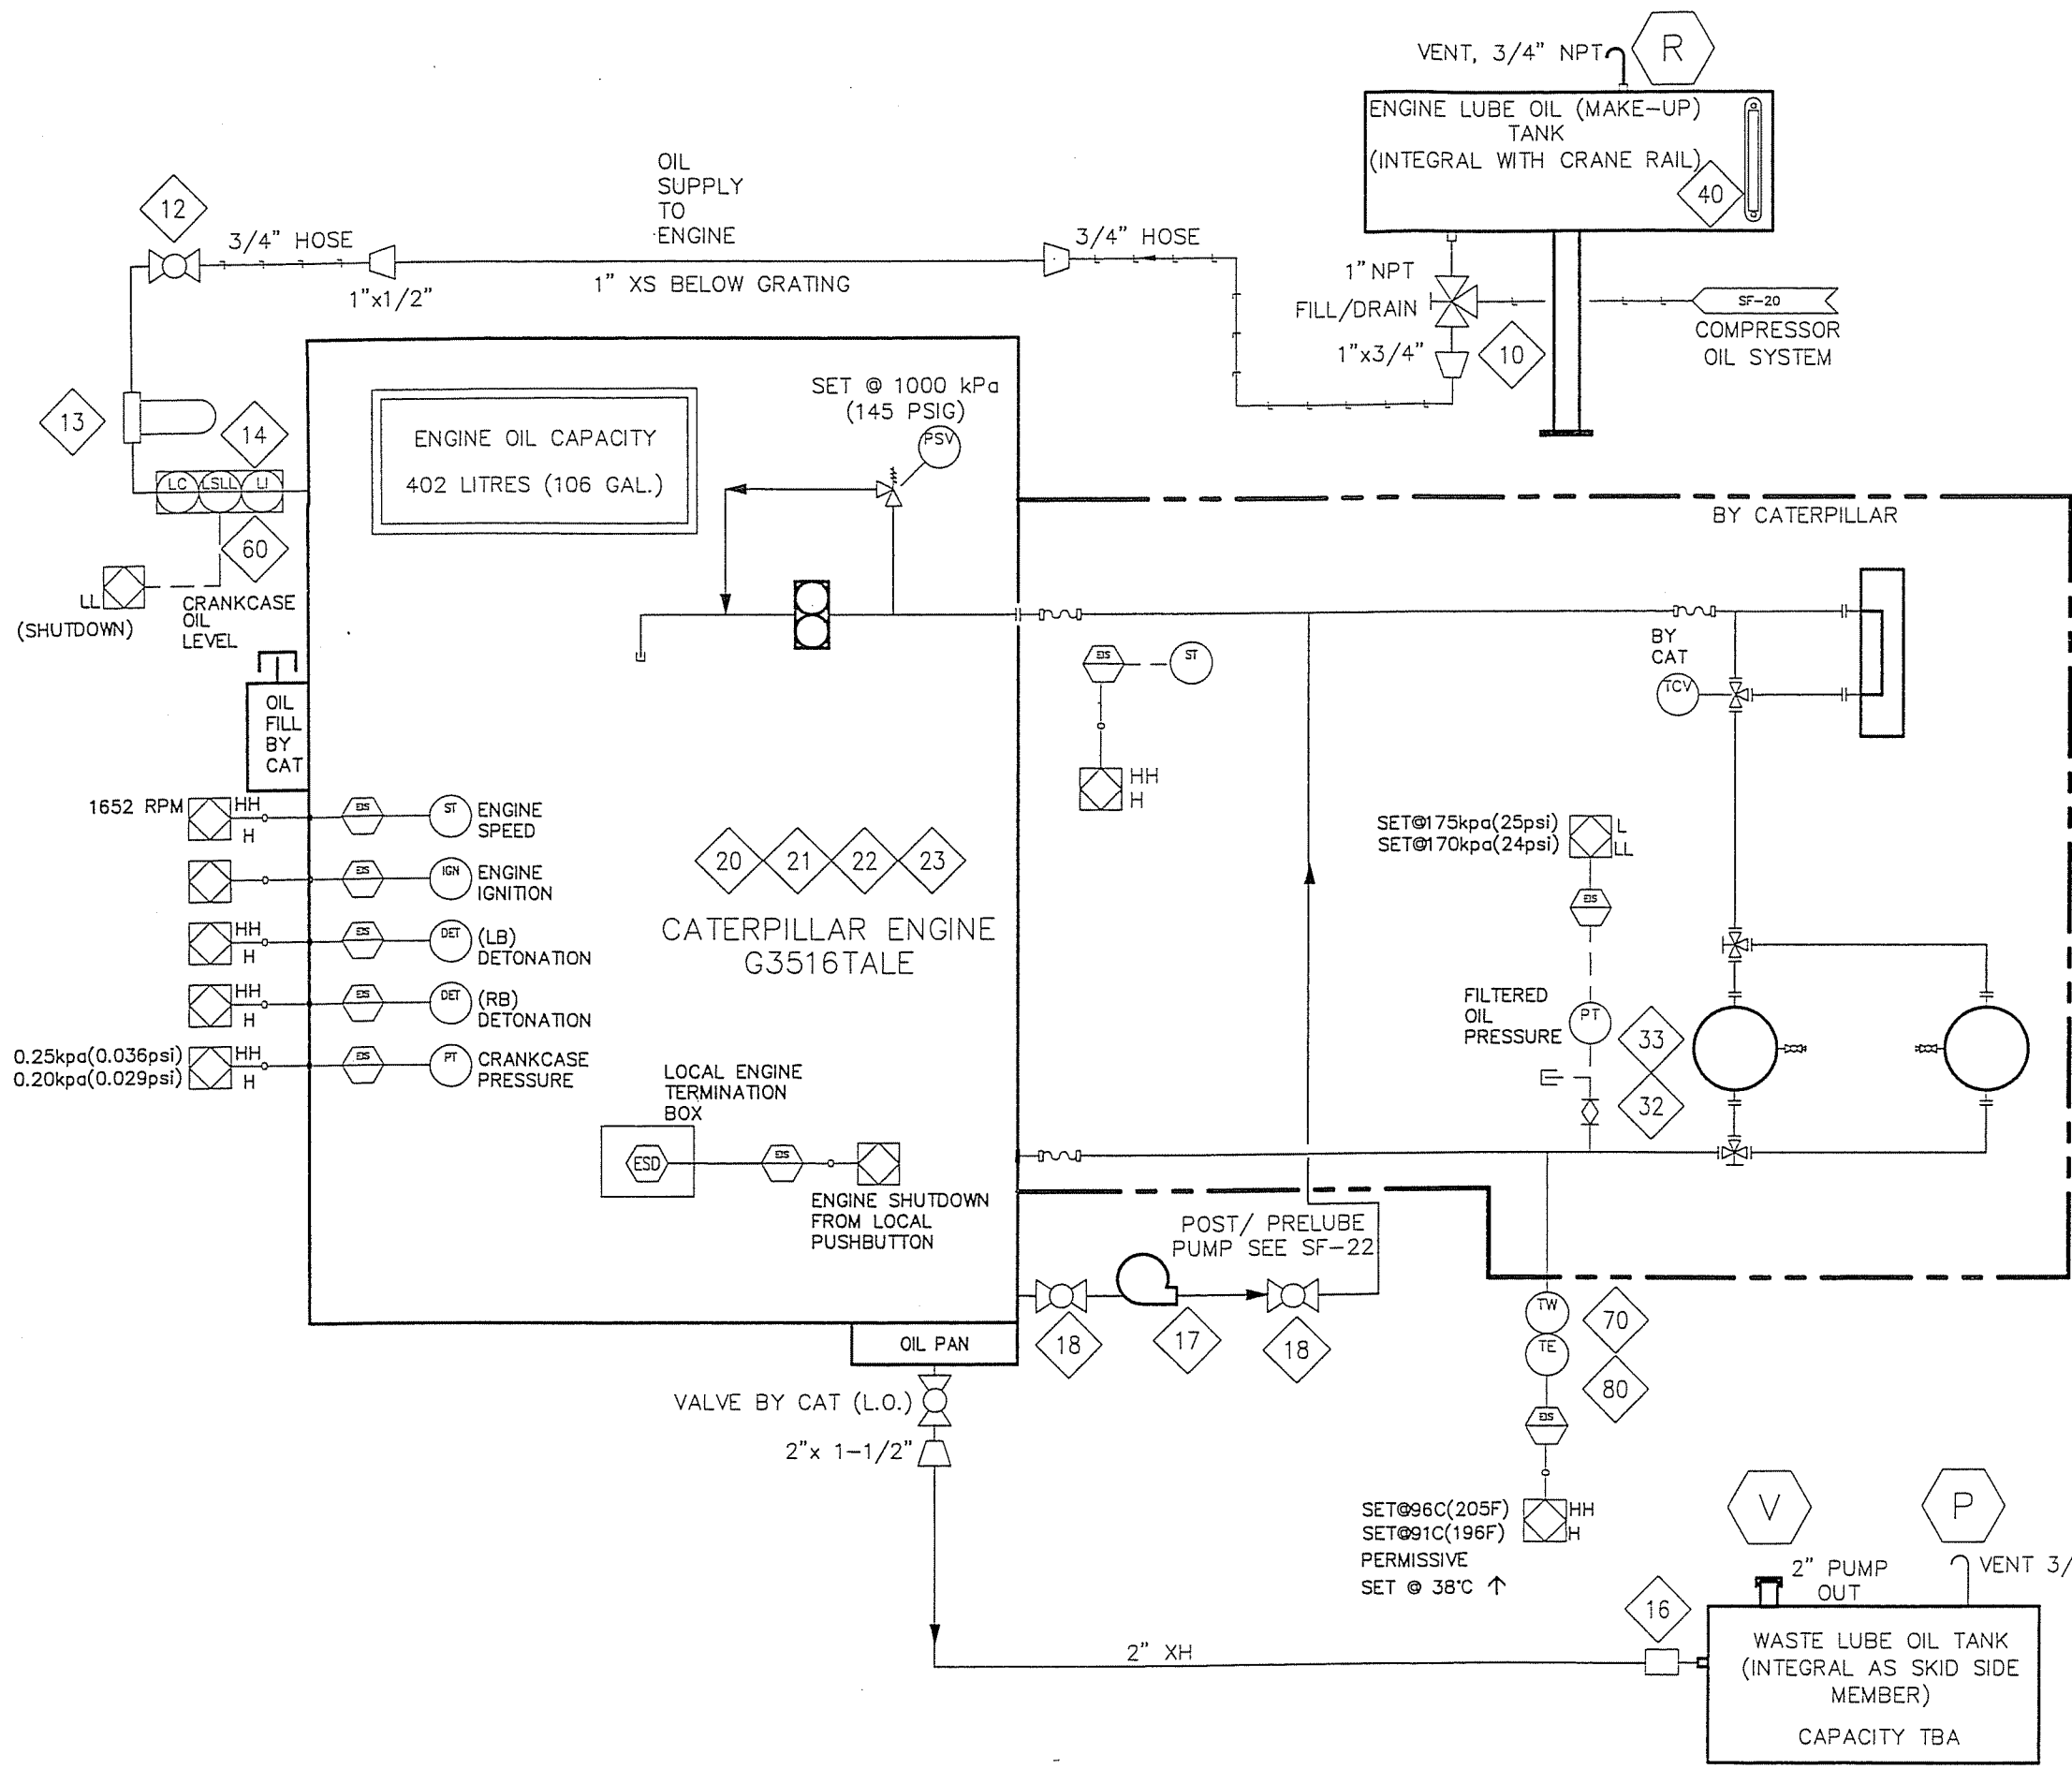 VENT, 3/4" NPT
R
ENGINE LUBE OIL (MAKE-UP)
TANK
(INTEGRAL WITH CRANE RAIL)
40
OIL
SUPPLY
TO
ENGINE
12
3/4" HOSE
3/4" HOSE
1"x1/2"
1" XS BELOW GRATING
1"NPT
FILL/DRAIN
1"x3/4"
10
SF-20
COMPRESSOR
OIL SYSTEM
13
14
LC
LSLL
LI
60
LL
(SHUTDOWN)
CRANKCASE
OIL
LEVEL
ENGINE OIL CAPACITY
402 LITRES (106 GAL.)
SET @ 1000 kPa
(145 PSIG)
PSV
BY CATERPILLAR
OIL
FILL
BY
CAT
EIS
ST
HH
H
BY
CAT
TCV
1652 RPM
HH
H
EIS
ST
ENGINE
SPEED
EIS
IGN
ENGINE
IGNITION
HH
H
EIS
DET
(LB)
DETONATION
HH
H
EIS
DET
(RB)
DETONATION
0.25kpa(0.036psi)
0.20kpa(0.029psi)
HH
H
EIS
PT
CRANKCASE
PRESSURE
20
21
22
23
CATERPILLAR ENGINE
G3516TALE
SET@175kpa(25psi)
SET@170kpa(24psi)
L
LL
EIS
FILTERED
OIL
PRESSURE
PT
33
32
LOCAL ENGINE
TERMINATION
BOX
ESD
EIS
ENGINE SHUTDOWN
FROM LOCAL
PUSHBUTTON
POST/ PRELUBE
PUMP SEE SF-22
18
17
18
OIL PAN
VALVE BY CAT (L.O.)
2"x 1-1/2"
TW
TE
70
80
EIS
SET@96C(205F)
SET@91C(196F)
HH
H
PERMISSIVE
SET @ 38°C ↑
2" XH
16
V
P
2" PUMP
OUT
VENT 3/
WASTE LUBE OIL TANK
(INTEGRAL AS SKID SIDE
MEMBER)
CAPACITY TBA